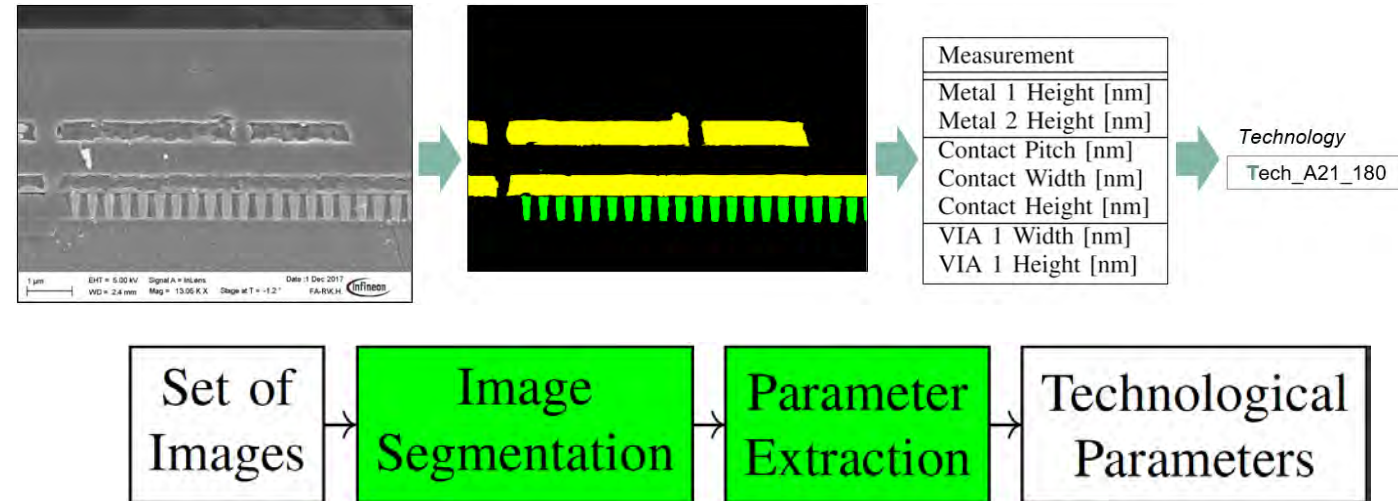 1 µm
EHT = 5.00 kV Signal A = InLens Date :1 Dec 2017
WD = 2.4 mm Mag = 13.05 K X Stage at T = -1.2 ° FA-RW.H.
infineon
Measurement
Metal 1 Height [nm]
Metal 2 Height [nm]
Contact Pitch [nm]
Contact Width [nm]
Contact Height [nm]
VIA 1 Width [nm]
VIA 1 Height [nm]
Technology
Tech_A21_180
Set of
Images
Image
Segmentation
Parameter
Extraction
Technological
Parameters